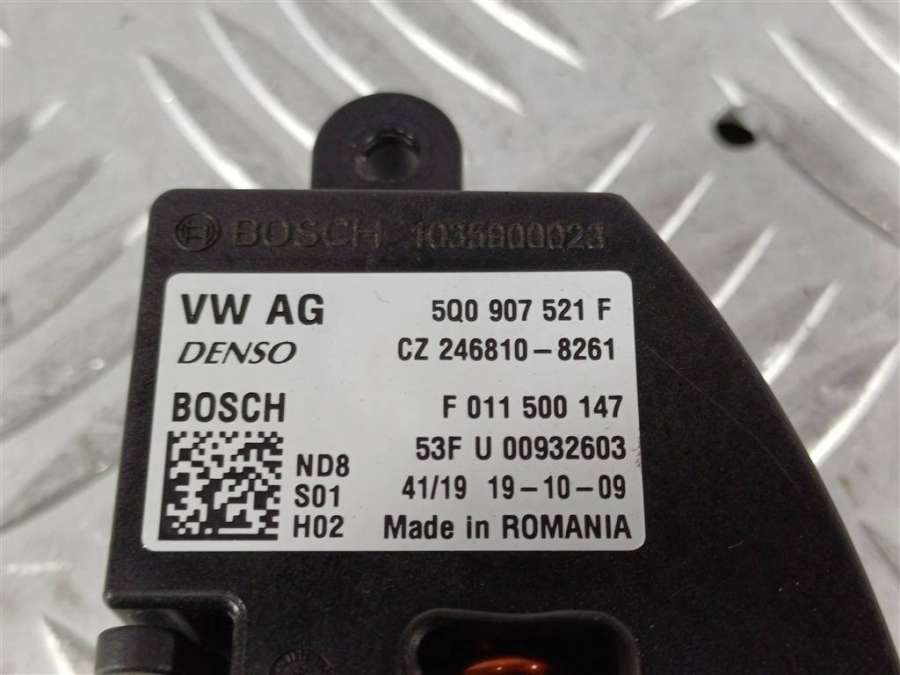 BOSCH 1035900023
VW AG 5Q0 907 521 F
DENSO CZ 246810-8261
BOSCH F 011 500 147
ND8 53F U 00932603
S01 41/19 19-10-09
H02 Made in ROMANIA